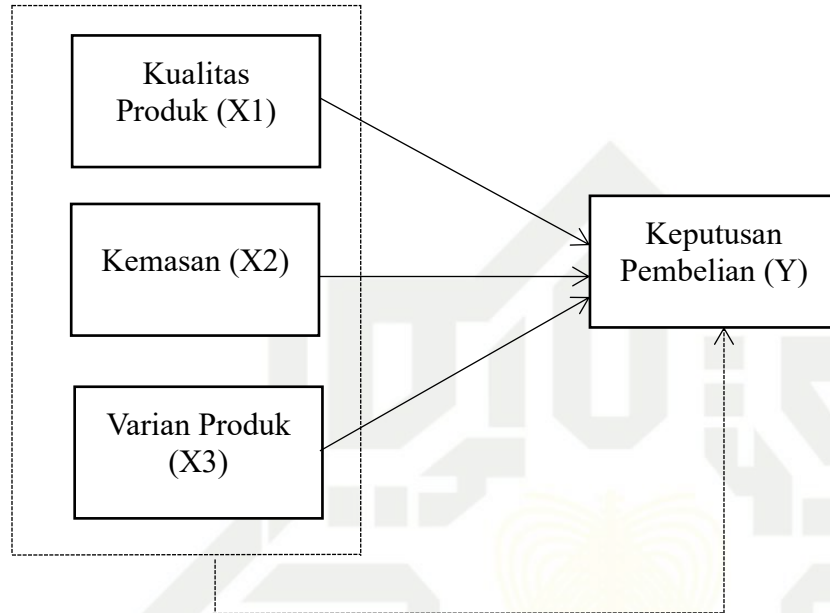 Kualitas
Produk (X1)
Kemasan (X2)
Varian Produk
(X3)
Keputusan
Pembelian (Y)